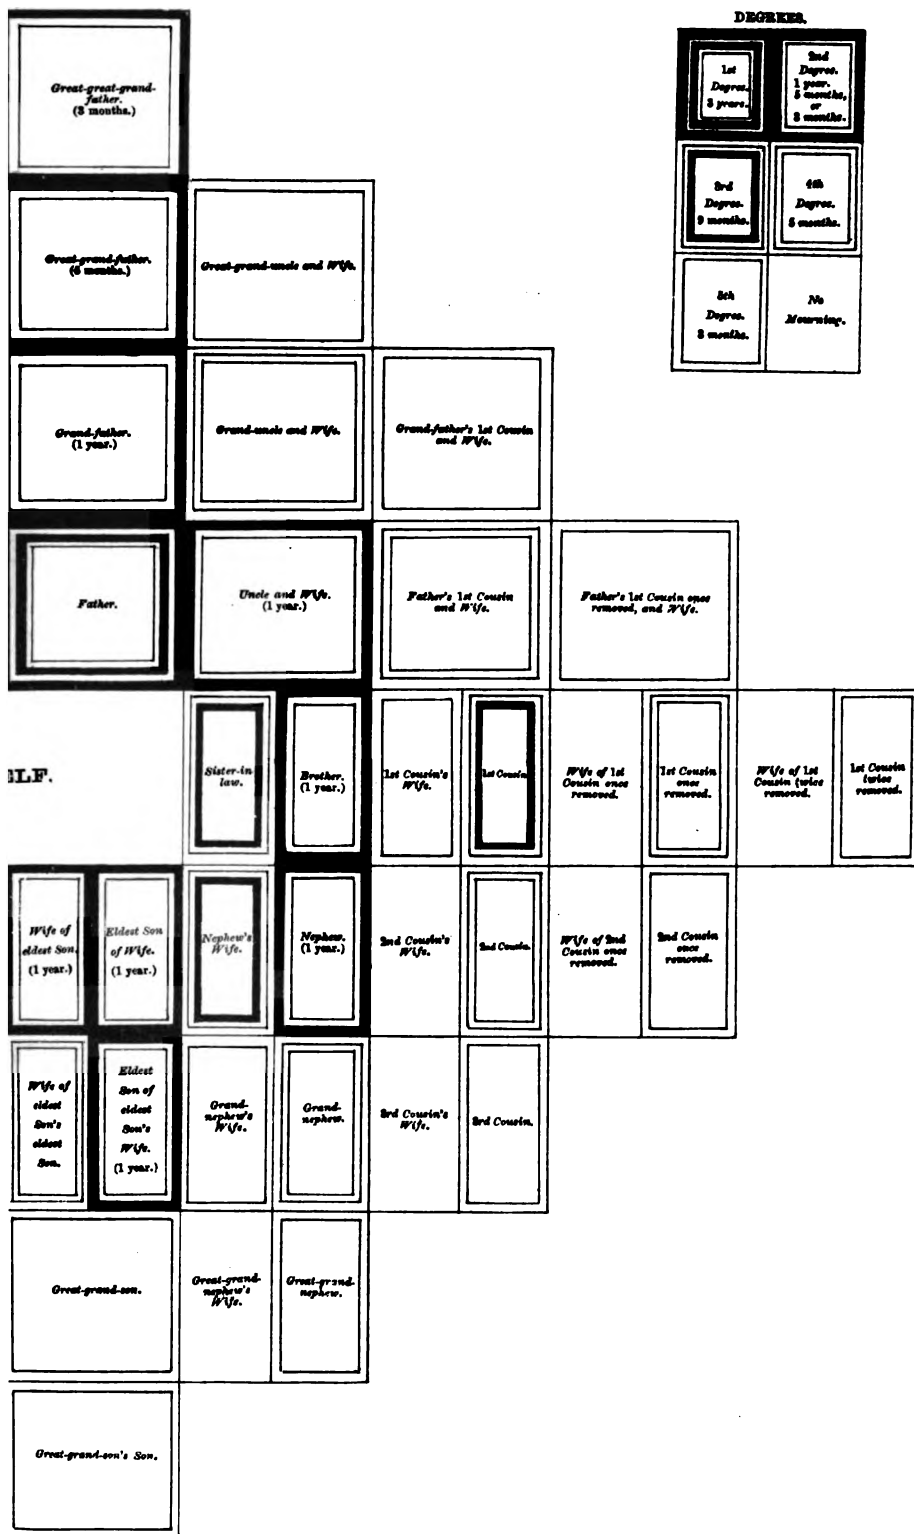 DEGREES.
1st
Degree.
3 years.
2nd
Degree.
1 year.
5 months,
or
3 months.
3rd
Degree.
9 months.
4th
Degree.
5 months.
5th
Degree.
3 months.
No
Mourning.
Great-great-grand-
father.
(3 months.)
Great-grand-father.
(5 months.)
Great-grand-uncle and Wife.
Grand-father.
(1 year.)
Grand-uncle and Wife.
Grand-father's 1st Cousin
and Wife.
Father.
Uncle and Wife.
(1 year.)
Father's 1st Cousin
and Wife.
Father's 1st Cousin once
removed, and Wife.
ELF.
Sister-in
law.
Brother.
(1 year.)
1st Cousin's
Wife.
1st Cousin.
Wife of 1st
Cousin once
removed.
1st Cousin
once
removed.
Wife of 1st
Cousin twice
removed.
1st Cousin
twice
removed.
Wife of
eldest Son.
(1 year.)
Eldest Son
of Wife.
(1 year.)
Nephew's
Wife.
Nephew.
(1 year.)
2nd Cousin's
Wife.
2nd Cousin.
Wife of 2nd
Cousin once
removed.
2nd Cousin
once
removed.
Wife of
eldest
Son's
eldest
Son.
Eldest
Son of
eldest
Son's
Wife.
(1 year.)
Grand-
nephew's
Wife.
Grand-
nephew.
3rd Cousin's
Wife.
3rd Cousin.
Great-grand-son.
Great-grand-
nephew's
Wife.
Great-grand-
nephew.
Great-grand-son's Son.